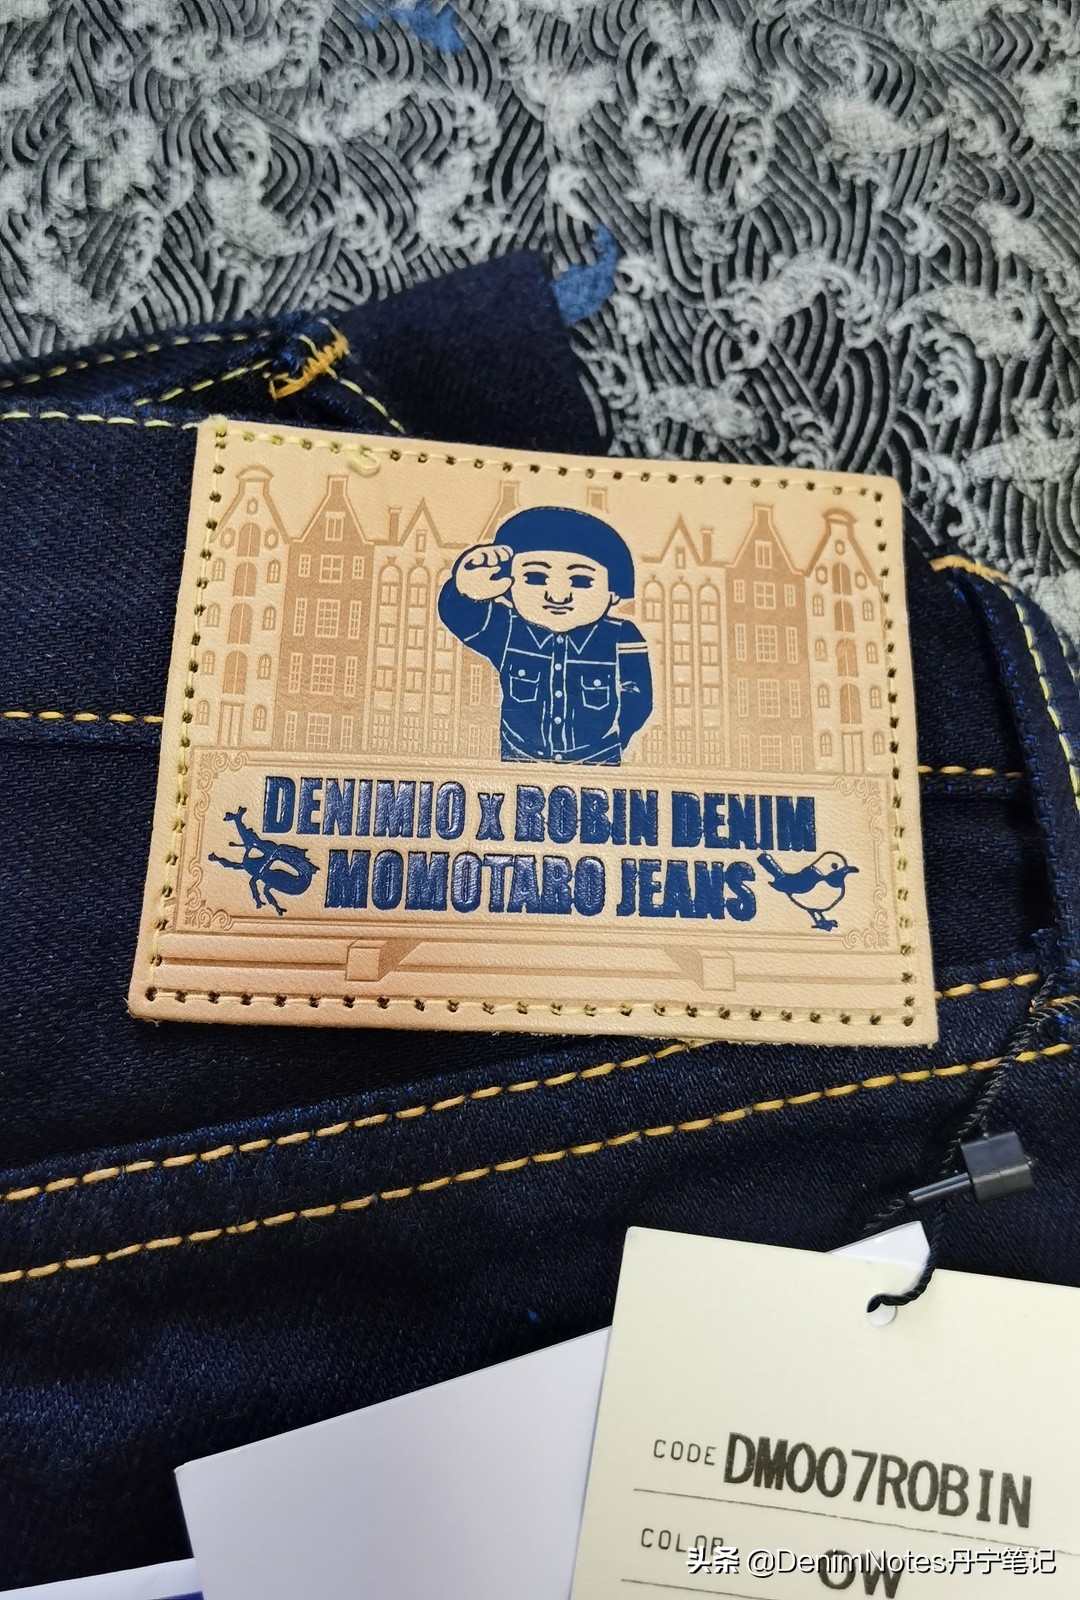 DENIMIO x ROBIN DENIM
MOMOTARO JEANS
CODE DM007ROBIN
COLOR OW
头条 @DenimNotes丹宁笔记